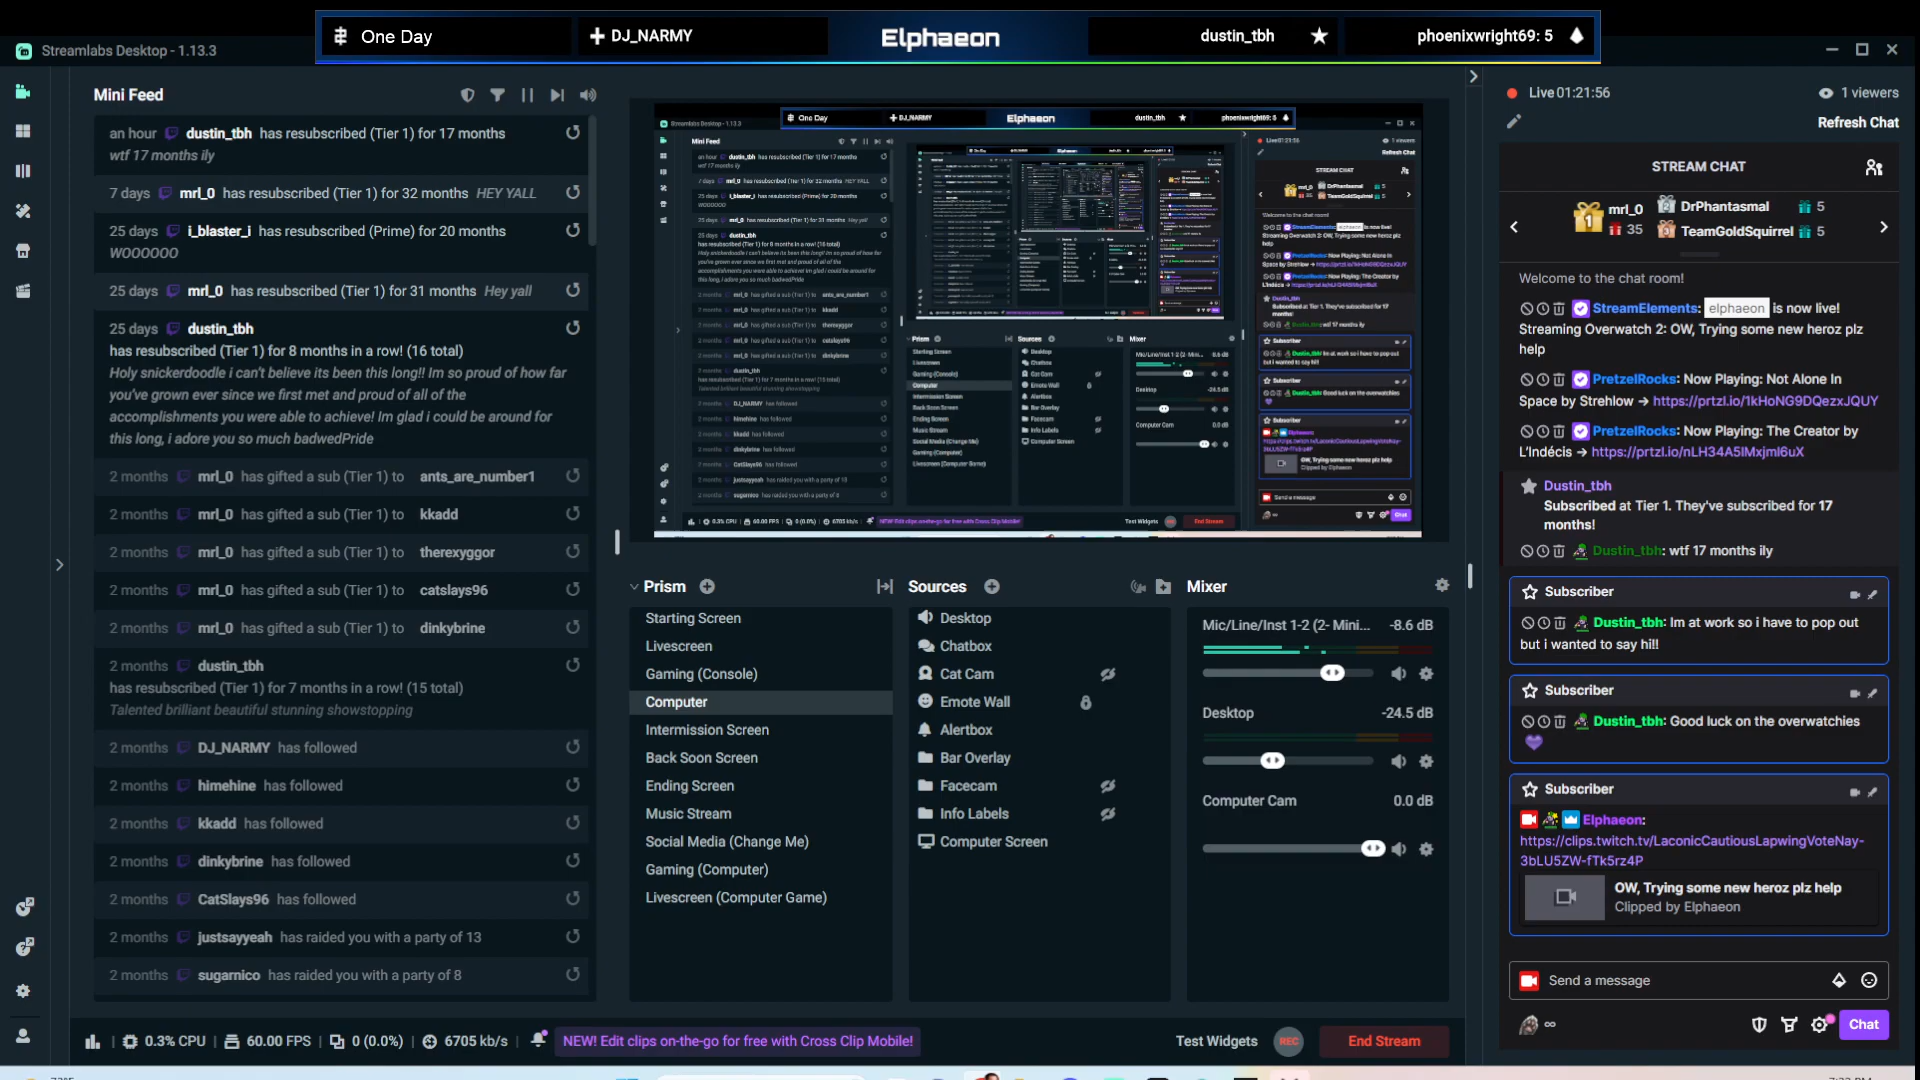 Streamlabs Desktop - 1.13.3
One Day
DJ_NARMY
Elphaeon
dustin_tbh
phoenixwright69: 5
Mini Feed
an hour dustin_tbh has resubscribed (Tier 1) for 17 months
wtf 17 months ily
7 days mrl_0 has resubscribed (Tier 1) for 32 months HEY YALL
25 days i_blaster_i has resubscribed (Prime) for 20 months
WOOOOOO
25 days mrl_0 has resubscribed (Tier 1) for 31 months Hey yall
25 days dustin_tbh
has resubscribed (Tier 1) for 8 months in a row! (16 total)
Holy snickerdoodle i can't believe its been this long!! Im so proud of how far
you've grown ever since we first met and proud of all of the
accomplishments you were able to achieve! Im glad i could be around for
this long, i adore you so much badwedPride
2 months mrl_0 has gifted a sub (Tier 1) to ants_are_number1
2 months mrl_0 has gifted a sub (Tier 1) to kkadd
2 months mrl_0 has gifted a sub (Tier 1) to therexyggor
2 months mrl_0 has gifted a sub (Tier 1) to catslays96
2 months mrl_0 has gifted a sub (Tier 1) to dinkybrine
2 months dustin_tbh
has resubscribed (Tier 1) for 7 months in a row! (15 total)
Talented brilliant beautiful stunning showstopping
2 months DJ_NARMY has followed
2 months himehine has followed
2 months kkadd has followed
2 months dinkybrine has followed
2 months CatSlays96 has followed
2 months justsayyeah has raided you with a party of 13
2 months sugarnico has raided you with a party of 8
Prism
Starting Screen
Livescreen
Gaming (Console)
Computer
Intermission Screen
Back Soon Screen
Ending Screen
Music Stream
Social Media (Change Me)
Gaming (Computer)
Livescreen (Computer Game)
Sources
Desktop
Chatbox
Cat Cam
Emote Wall
Alertbox
Bar Overlay
Facecam
Info Labels
Computer Screen
Mixer
Mic/Line/Inst 1-2 (2- Mini... -8.6 dB
Desktop -24.5 dB
Computer Cam 0.0 dB
Live 01:21:56
1 viewers
Refresh Chat
STREAM CHAT
1 mrl_0 35
DrPhantasmal 5
TeamGoldSquirrel 5
Welcome to the chat room!
StreamElements: elphaeon is now live!
Streaming Overwatch 2: OW, Trying some new heroz plz
help
PretzelRocks: Now Playing: Not Alone In
Space by Strehlow -> https://prtzl.io/1kHoNG9DQezxJQUY
PretzelRocks: Now Playing: The Creator by
L'Indécis -> https://prtzl.io/nLH34A5lMxjml6uX
Dustin_tbh
Subscribed at Tier 1. They've subscribed for 17
months!
Dustin_tbh: wtf 17 months ily
Subscriber
Dustin_tbh: Im at work so i have to pop out
but i wanted to say hi!!
Subscriber
Dustin_tbh: Good luck on the overwatchies
Subscriber
Elphaeon:
https://clips.twitch.tv/LaconicCautiousLapwingVoteNay-
3bLU5ZW-fTk5rz4P
OW, Trying some new heroz plz help
Clipped by Elphaeon
Send a message
∞
Chat
0.3% CPU
60.00 FPS
0 (0.0%)
6705 kb/s
NEW! Edit clips on-the-go for free with Cross Clip Mobile!
Test Widgets
REC
End Stream